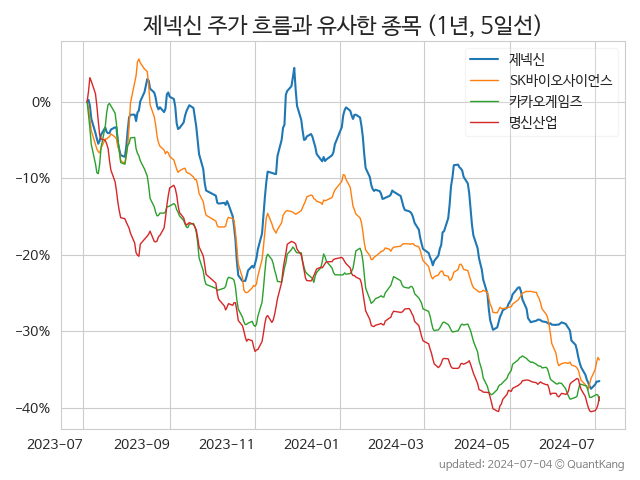 제넥신 주가 흐름과 유사한 종목 (1년, 5일선)
제넥신
SK바이오사이언스
카카오게임즈
명신산업
0%
−10%
−20%
−30%
−40%
2023-07 2023-09 2023-11 2024-01 2024-03 2024-05 2024-07
updated: 2024-07-04 @ QuantKang